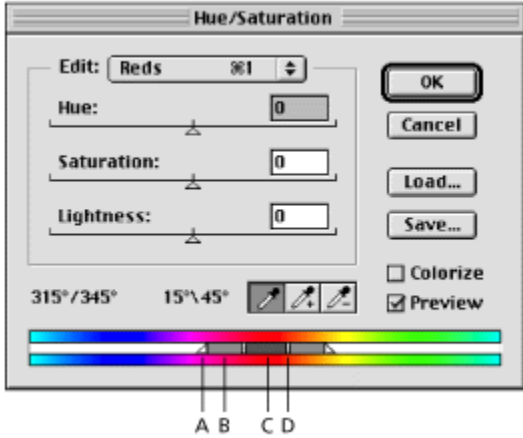 Hue/Saturation
Edit: Reds ⌘1
OK
Hue: 0
Cancel
Saturation: 0
Load...
Lightness: 0
Save...
Colorize
315°/345° 15°\45°
Preview
A B C D